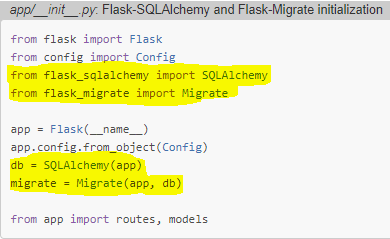 app/__init__.py: Flask-SQLAlchemy and Flask-Migrate initialization
from flask import Flask
from config import Config
from flask_sqlalchemy import SQLAlchemy
from flask_migrate import Migrate
app = Flask(__name__)
app.config.from_object(Config)
db = SQLAlchemy(app)
migrate = Migrate(app, db)
from app import routes, models